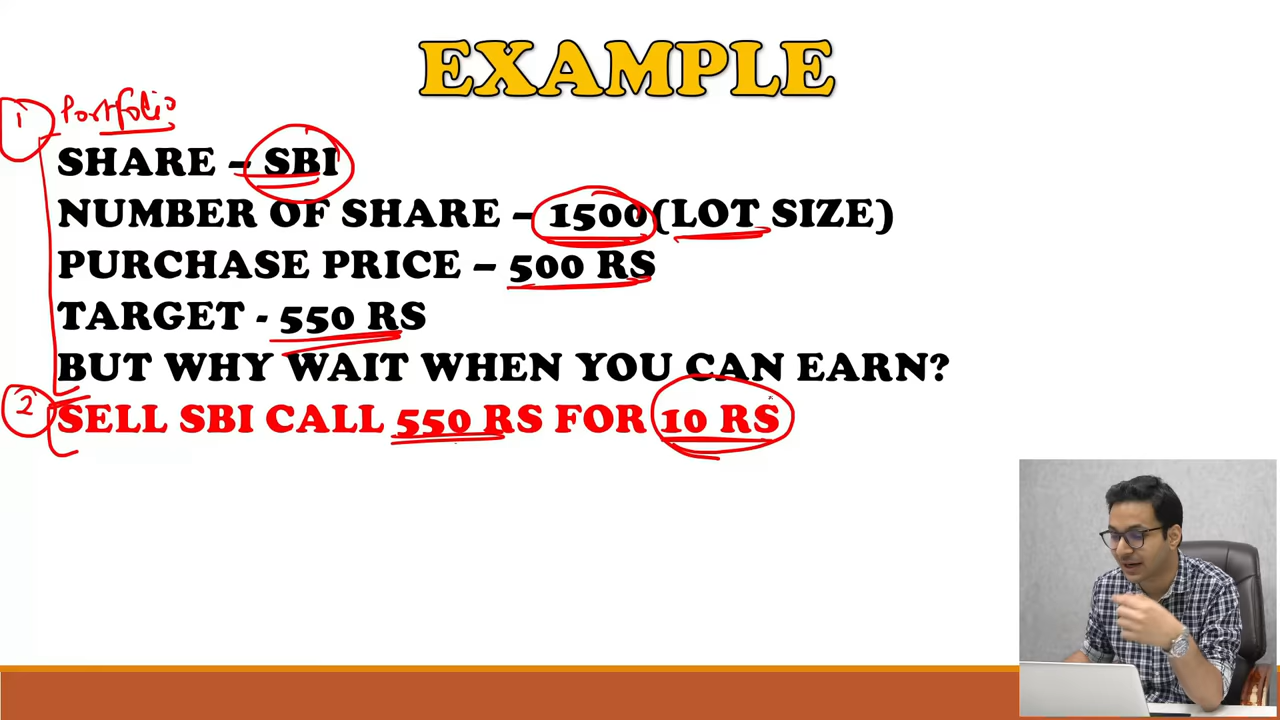 EXAMPLE
1 Portfolio
SHARE – SBI
NUMBER OF SHARE – 1500 (LOT SIZE)
PURCHASE PRICE – 500 RS
TARGET - 550 RS
BUT WHY WAIT WHEN YOU CAN EARN?
2 SELL SBI CALL 550 RS FOR 10 RS